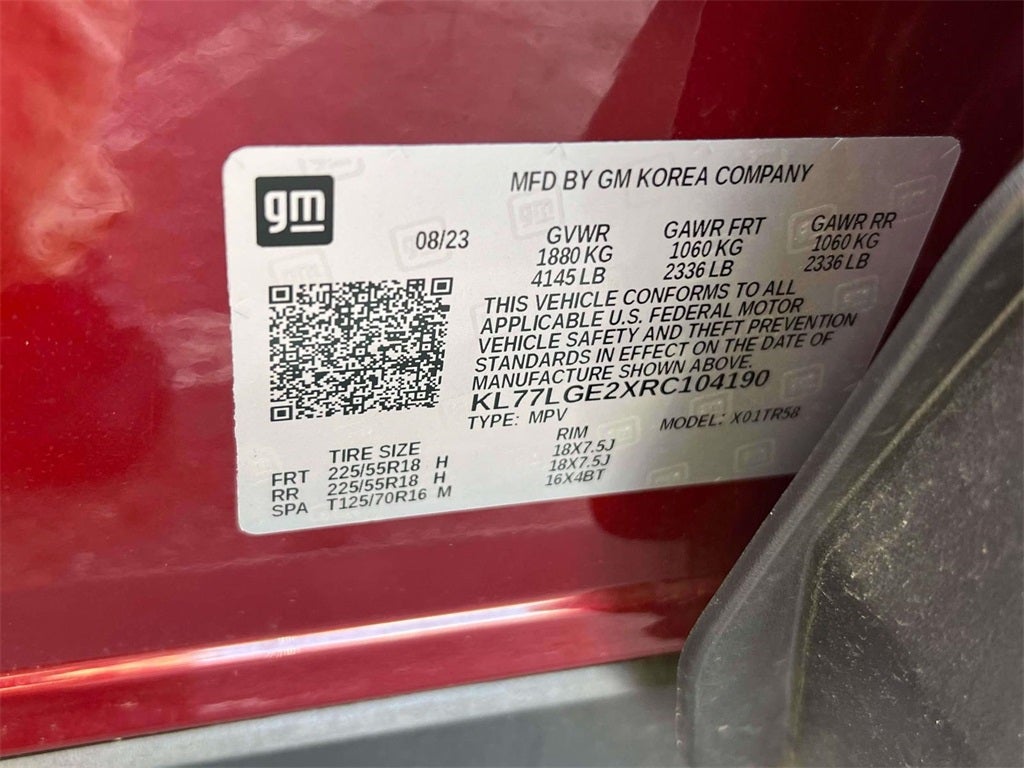 gm
MFD BY GM KOREA COMPANY
08/23
GVWR GAWR FRT GAWR RR
1880 KG 1060 KG 1060 KG
4145 LB 2336 LB 2336 LB
THIS VEHICLE CONFORMS TO ALL
APPLICABLE U.S. FEDERAL MOTOR
VEHICLE SAFETY AND THEFT PREVENTION
STANDARDS IN EFFECT ON THE DATE OF
MANUFACTURE SHOWN ABOVE.
KL77LGE2XRC104190
TYPE: MPV MODEL: X01TR58
TIRE SIZE RIM
FRT 225/55R18 H 18X7.5J
RR 225/55R18 H 18X7.5J
SPA T125/70R16 M 16X4BT